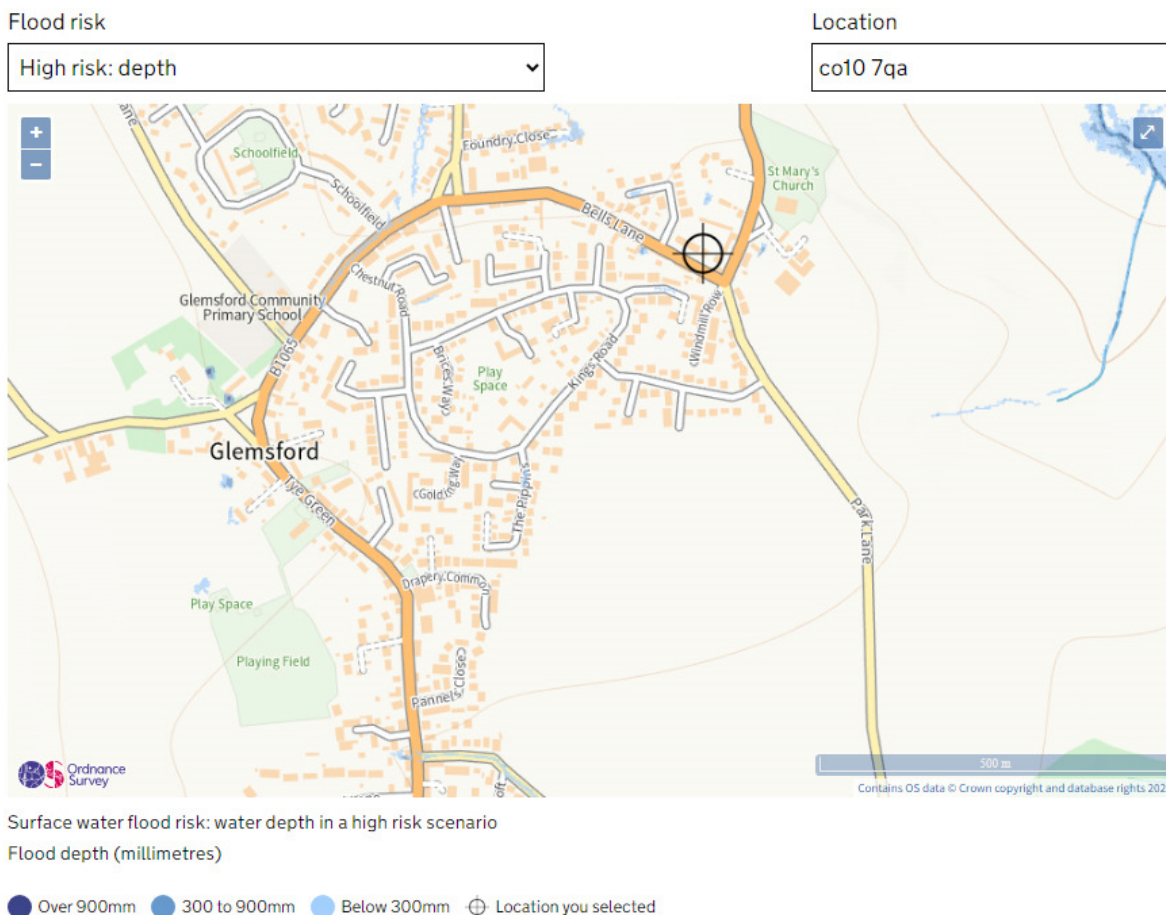 Flood risk
Location
High risk: depth
co10 7qa
Lane
+
−
Foundry Close
Schoolfield
St Mary's
Church
Schoolfield
Bells Lane
Chestnut Road
Glemsford Community
Primary School
Windmill Row
B1065
Brices Way
Play
Space
Kings Road
Glemsford
Tye Green
Golding Way
The Pippins
Park Lane
Drapery Common
Play Space
Playing Field
Pannels Close
Ordnance
Survey
500 m
Contains OS data © Crown copyright and database rights 202
Surface water flood risk: water depth in a high risk scenario
Flood depth (millimetres)
Over 900mm 300 to 900mm Below 300mm Location you selected